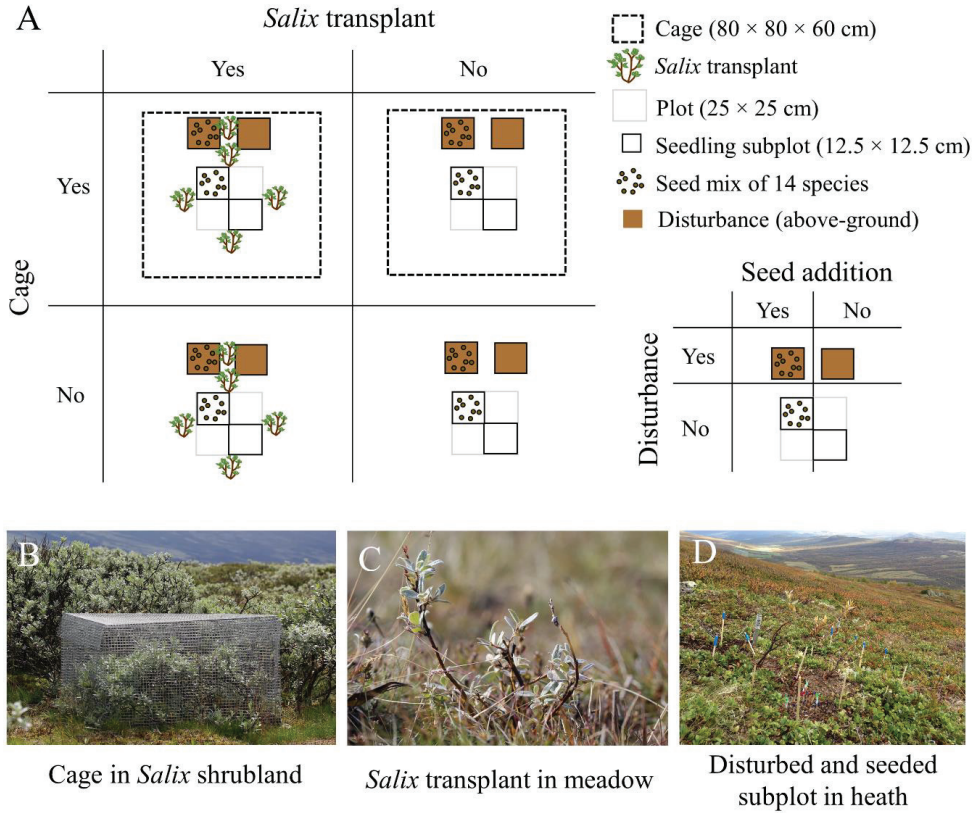 A
Salix transplant
Yes
No
Cage
Yes
No
Cage (80 × 80 × 60 cm)
Salix transplant
Plot (25 × 25 cm)
Seedling subplot (12.5 × 12.5 cm)
Seed mix of 14 species
Disturbance (above-ground)
Seed addition
Yes
No
Disturbance
Yes
No
B
C
D
Cage in Salix shrubland
Salix transplant in meadow
Disturbed and seeded
subplot in heath